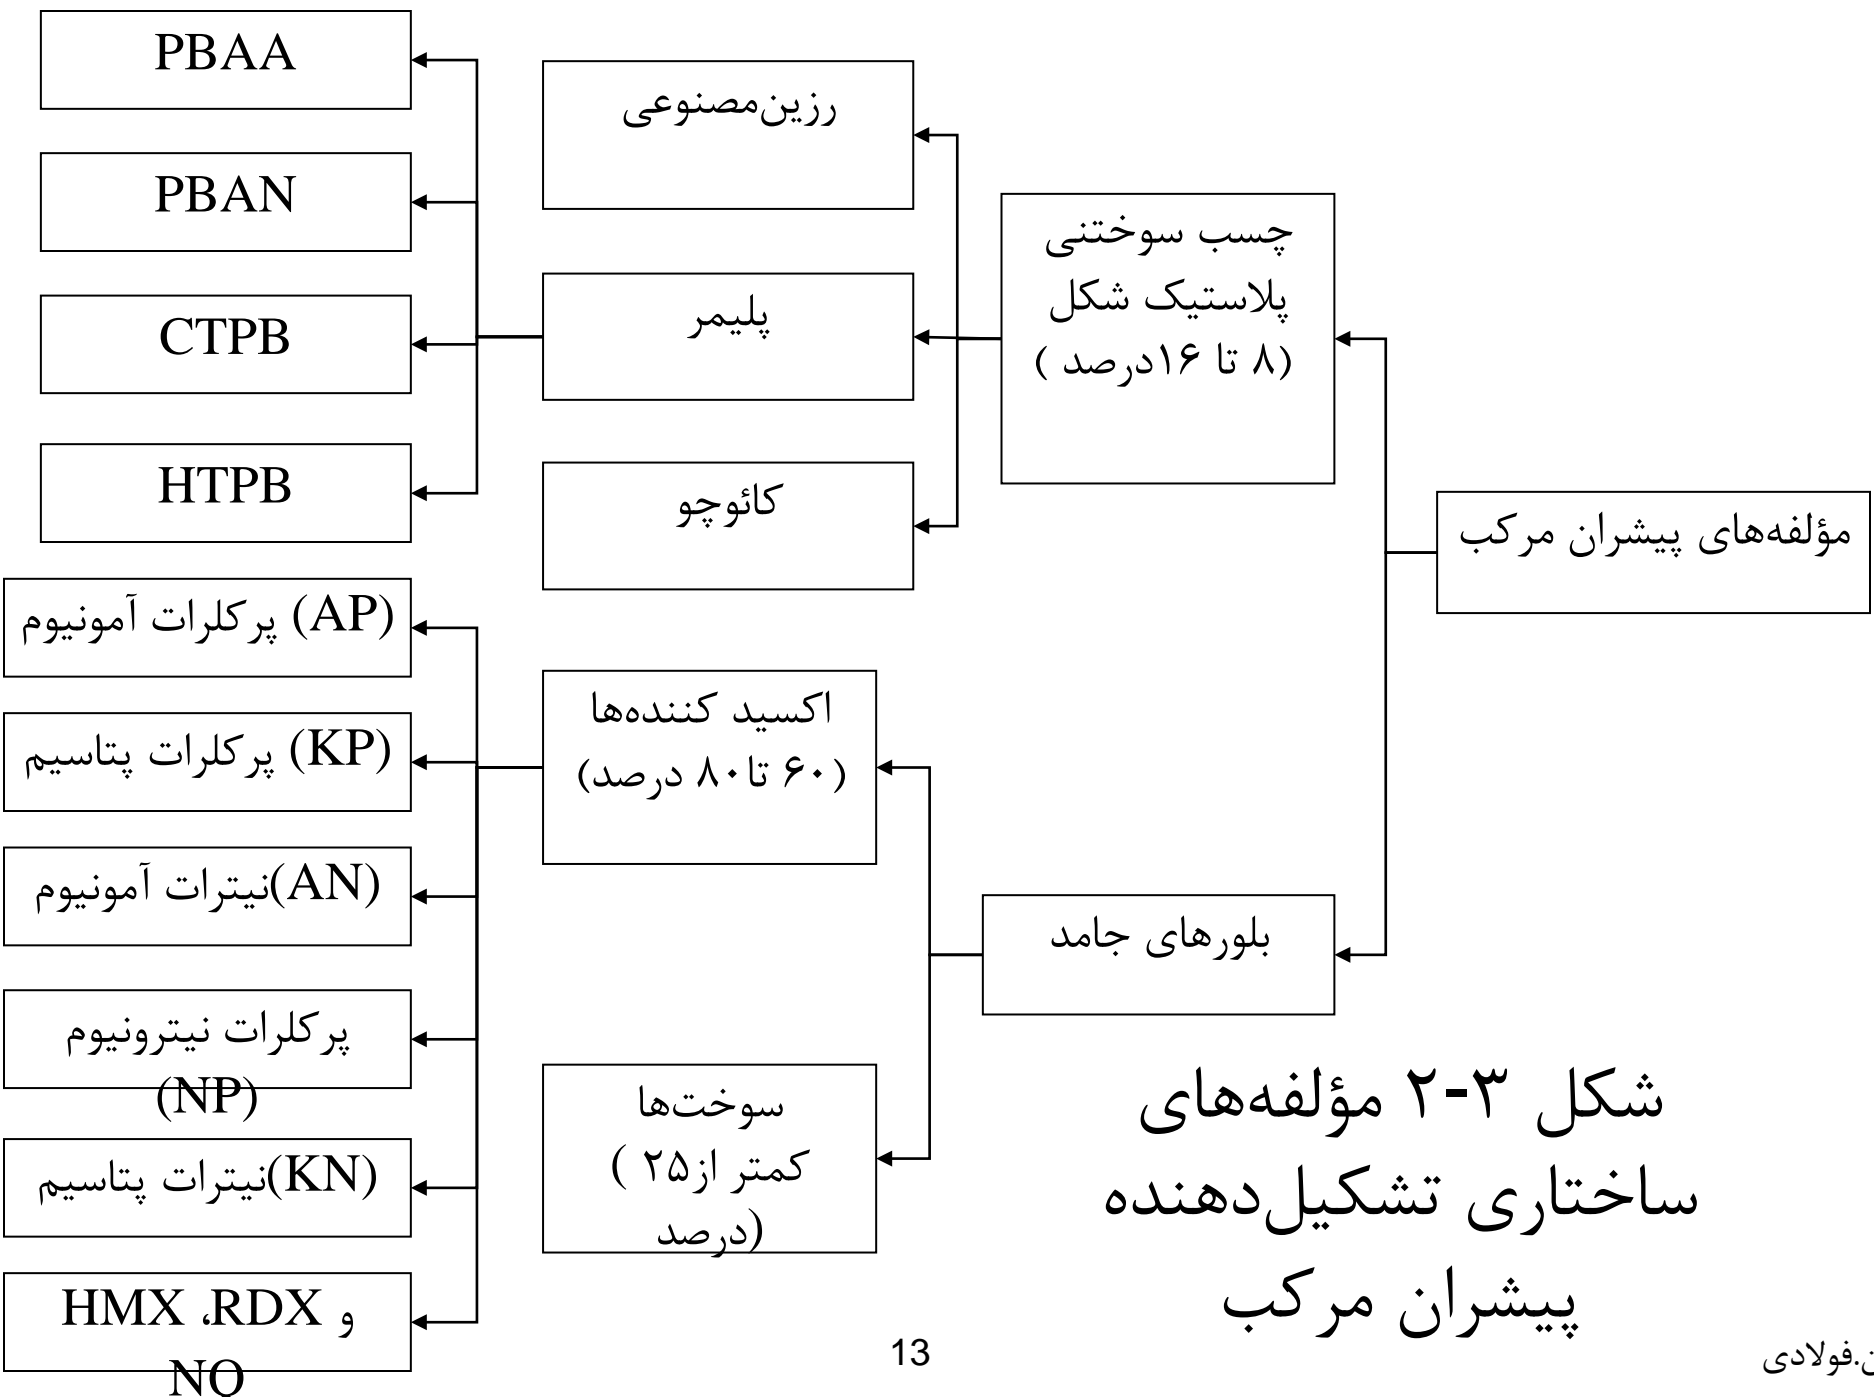 مؤلفه‌های پیشران مرکب
چسب سوختنی
پلاستیک شکل
(۸ تا ۱۶درصد )
رزین‌مصنوعی
پلیمر
کائوچو
PBAA
PBAN
CTPB
HTPB
بلورهای جامد
اکسید کننده‌ها
(۶۰ تا۸۰ درصد)
سوخت‌ها
کمتر از۲۵ )
(درصد
(AP) پرکلرات آمونیوم
(KP) پرکلرات پتاسیم
(AN)نیترات آمونیوم
پرکلرات نیترونیوم
(NP)
(KN)نیترات پتاسیم
HMX ،RDX و
NO
شکل ۳-۲ مؤلفه‌های
ساختاری تشکیل‌دهنده
پیشران مرکب
13
ن.فولادی